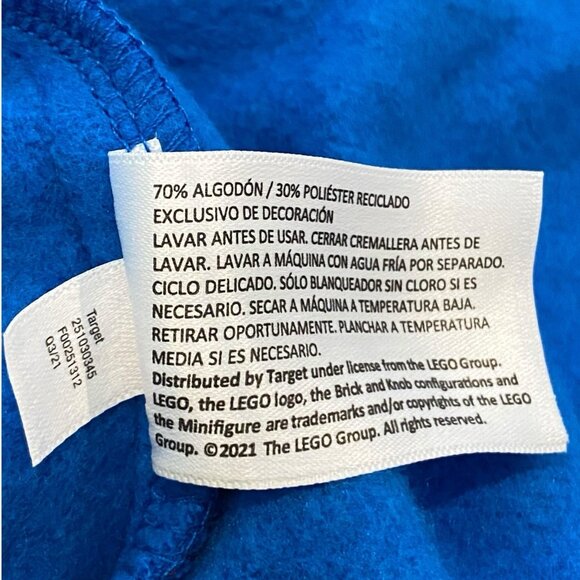 70% ALGODÓN / 30% POLIÉSTER RECICLADO
EXCLUSIVO DE DECORACIÓN
LAVAR ANTES DE USAR. CERRAR CREMALLERA ANTES DE
LAVAR. LAVAR A MÁQUINA CON AGUA FRÍA POR SEPARADO.
CICLO DELICADO. SÓLO BLANQUEADOR SIN CLORO SI ES
NECESARIO. SECAR A MÁQUINA A TEMPERATURA BAJA.
RETIRAR OPORTUNAMENTE. PLANCHAR A TEMPERATURA
MEDIA SI ES NECESARIO.
Distributed by Target under license from the LEGO Group.
LEGO, the LEGO logo, the Brick and Knob configurations and
the Minifigure are trademarks and/or copyrights of the LEGO
Group. ©2021 The LEGO Group. All rights reserved.
Target
251030345
F00251312
Q3/21